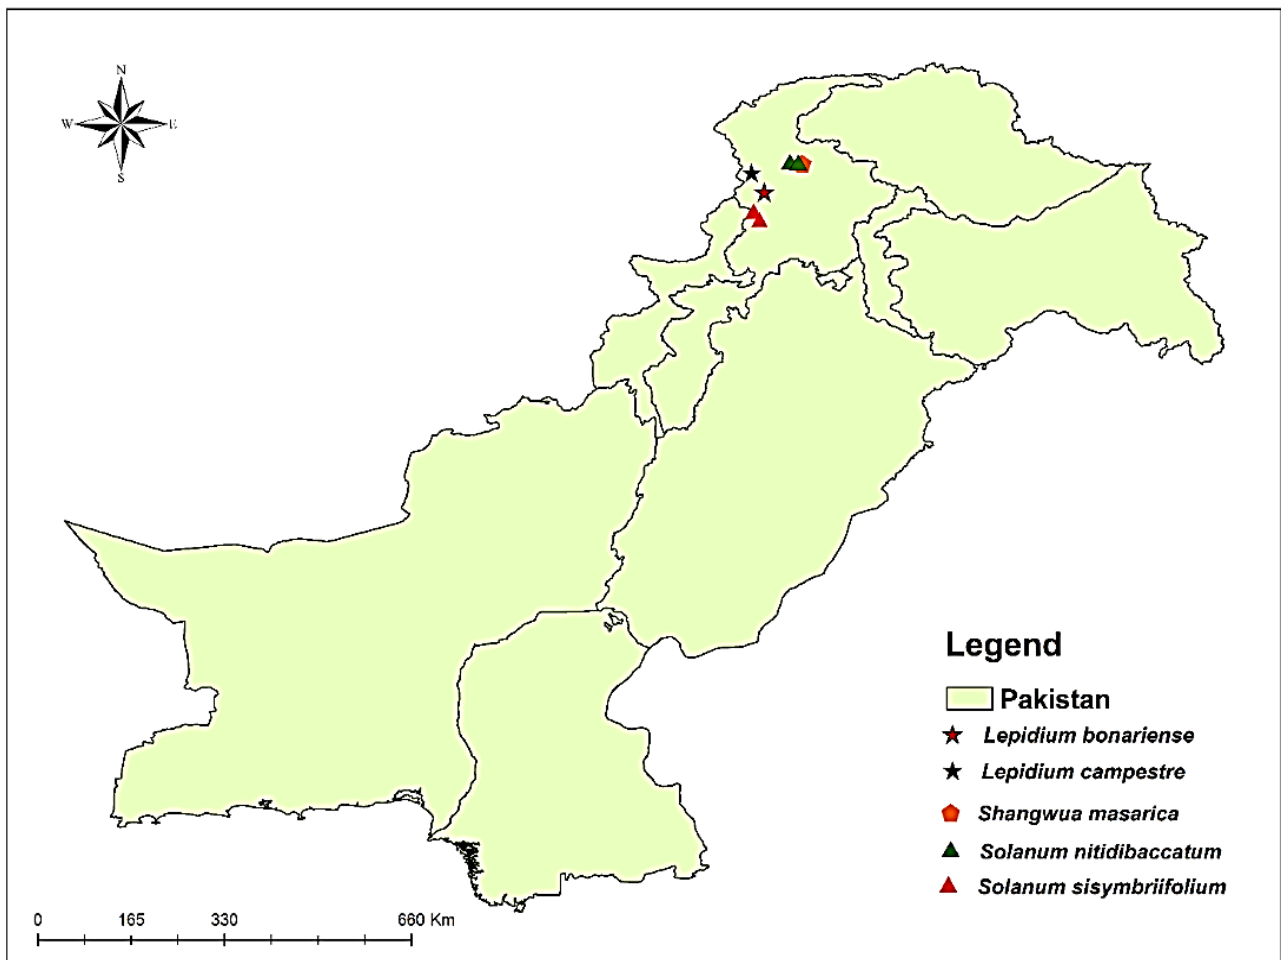 N
W E
S
Legend
Pakistan
Lepidium bonariense
Lepidium campestre
Shangwua masarica
Solanum nitidibaccatum
Solanum sisymbriifolium
0 165 330 660 Km